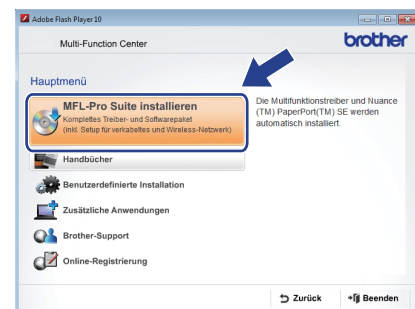 Adobe Flash Player 10
Multi-Function Center
brother
Hauptmenü
MFL-Pro Suite installieren
Komplettes Treiber- und Softwarepaket
(inkl. Setup für verkabeltes und Wireless-Netzwerk)
Die Multifunktionstreiber und Nuance
(TM) PaperPort(TM) SE werden
automatisch installiert.
Handbücher
Benutzerdefinierte Installation
Zusätzliche Anwendungen
Brother-Support
Online-Registrierung
Zurück
Beenden